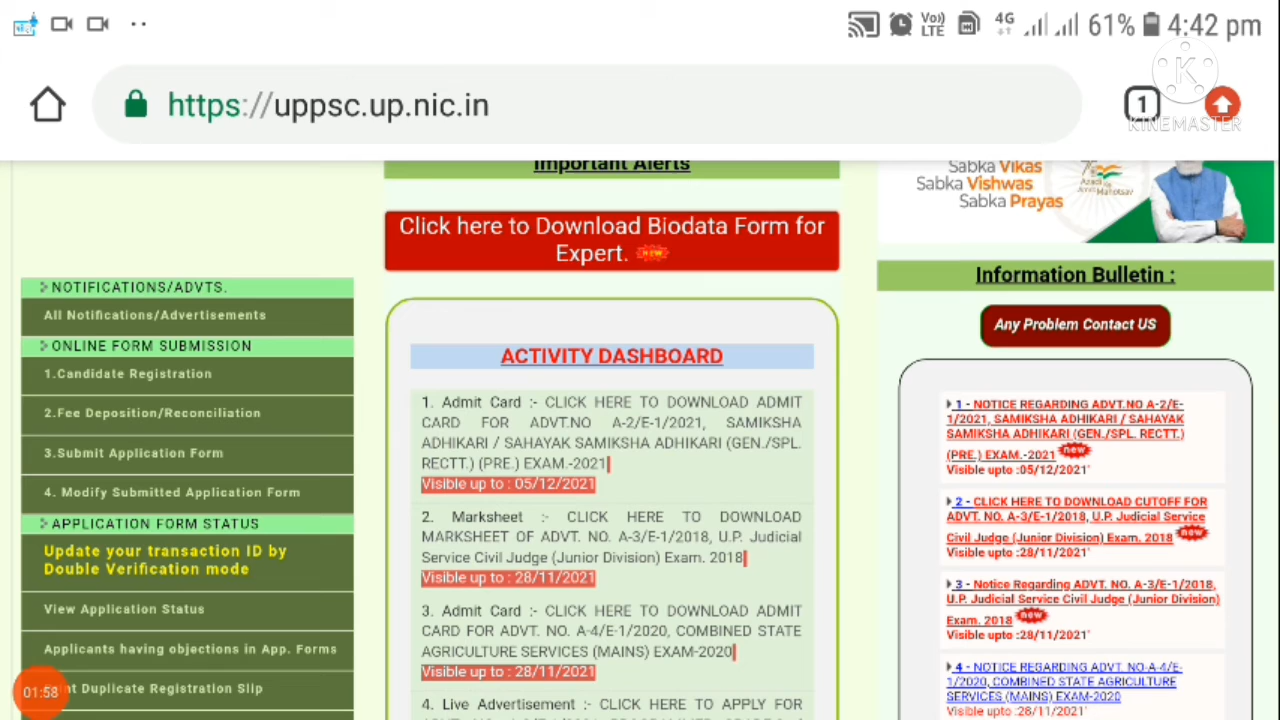 Vo))
LTE
4G
61%
4:42 pm
https://uppsc.up.nic.in
1
K
KINEMASTER
Important Alerts
Click here to Download Biodata Form for
Expert. NEW
NOTIFICATIONS/ADVTS.
All Notifications/Advertisements
ONLINE FORM SUBMISSION
1.Candidate Registration
2.Fee Deposition/Reconciliation
3.Submit Application Form
4. Modify Submitted Application Form
APPLICATION FORM STATUS
Update your transaction ID by
Double Verification mode
View Application Status
Applicants having objections in App. Forms
Duplicate Registration Slip
01:58
ACTIVITY DASHBOARD
1. Admit Card :- CLICK HERE TO DOWNLOAD ADMIT
CARD FOR ADVT.NO A-2/E-1/2021, SAMIKSHA
ADHIKARI / SAHAYAK SAMIKSHA ADHIKARI (GEN./SPL.
RECTT.) (PRE.) EXAM.-2021
Visible up to : 05/12/2021
2. Marksheet :- CLICK HERE TO DOWNLOAD
MARKSHEET OF ADVT. NO. A-3/E-1/2018, U.P. Judicial
Service Civil Judge (Junior Division) Exam. 2018
Visible up to : 28/11/2021
3. Admit Card :- CLICK HERE TO DOWNLOAD ADMIT
CARD FOR ADVT. NO. A-4/E-1/2020, COMBINED STATE
AGRICULTURE SERVICES (MAINS) EXAM-2020
Visible up to : 28/11/2021
4. Live Advertisement :- CLICK HERE TO APPLY FOR
Sabka Vikas
Sabka Vishwas
Sabka Prayas
Information Bulletin :
Any Problem Contact US
1 - NOTICE REGARDING ADVT.NO A-2/E-
1/2021, SAMIKSHA ADHIKARI / SAHAYAK
SAMIKSHA ADHIKARI (GEN./SPL. RECTT.)
(PRE.) EXAM.-2021 new
Visible upto :05/12/2021
2 - CLICK HERE TO DOWNLOAD CUTOFF FOR
ADVT. NO. A-3/E-1/2018, U.P. Judicial Service
Civil Judge (Junior Division) Exam. 2018 new
Visible upto :28/11/2021
3 - Notice Regarding ADVT. NO. A-3/E-1/2018,
U.P. Judicial Service Civil Judge (Junior Division)
Exam. 2018 new
Visible upto :28/11/2021
4 - NOTICE REGARDING ADVT. NO-A-4/E-
1/2020, COMBINED STATE AGRICULTURE
SERVICES (MAINS) EXAM-2020
Visible upto :28/11/2021